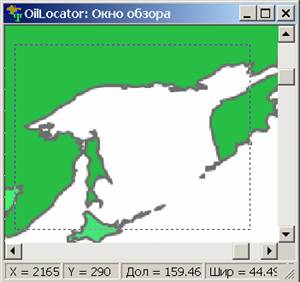 OilLocator: Окно обзора
X = 2165 Y = 290 Дол = 159.46 Шир = 44.49